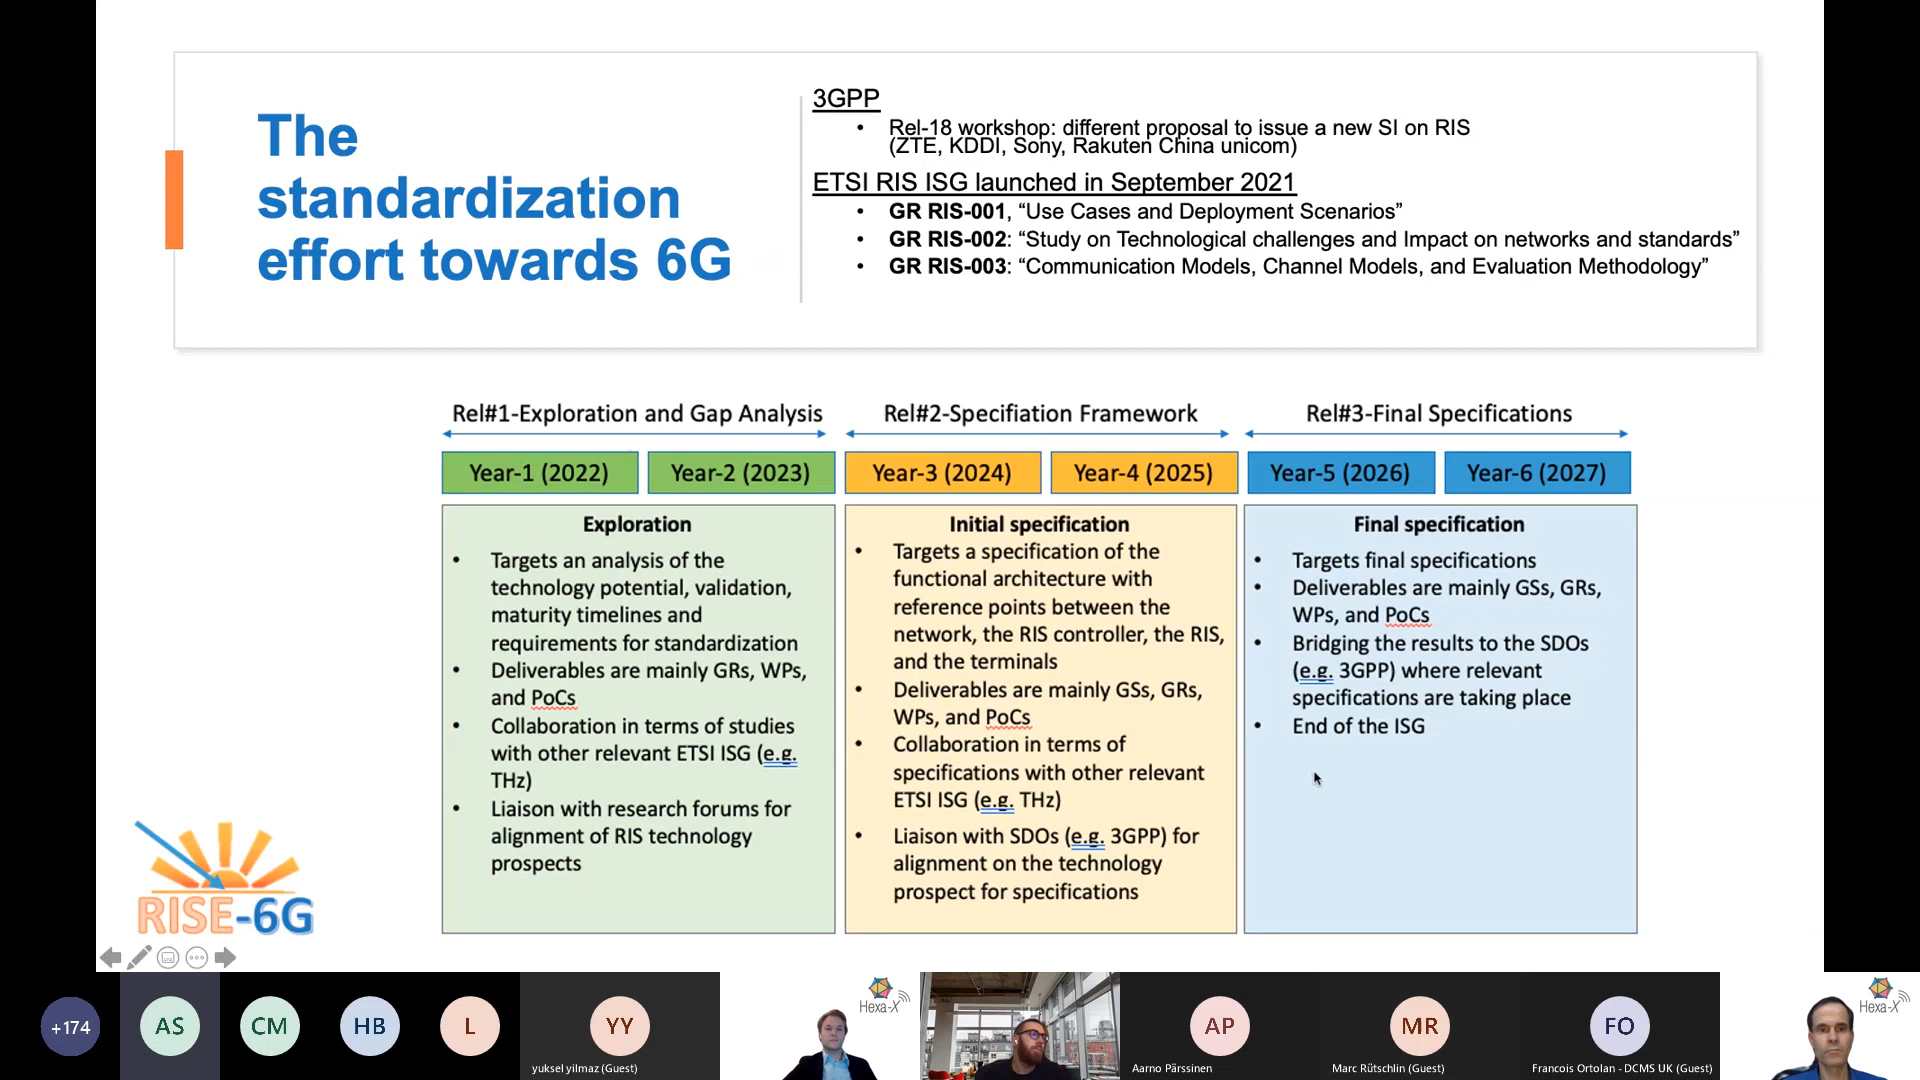 The
standardization
effort towards 6G
3GPP
• Rel-18 workshop: different proposal to issue a new SI on RIS
(ZTE, KDDI, Sony, Rakuten China unicom)
ETSI RIS ISG launched in September 2021
• GR RIS-001, “Use Cases and Deployment Scenarios”
• GR RIS-002: “Study on Technological challenges and Impact on networks and standards”
• GR RIS-003: “Communication Models, Channel Models, and Evaluation Methodology”
Rel#1-Exploration and Gap Analysis
Rel#2-Specifiation Framework
Rel#3-Final Specifications
Year-1 (2022)
Year-2 (2023)
Year-3 (2024)
Year-4 (2025)
Year-5 (2026)
Year-6 (2027)
Exploration
• Targets an analysis of the
technology potential, validation,
maturity timelines and
requirements for standardization
• Deliverables are mainly GRs, WPs,
and PoCs
• Collaboration in terms of studies
with other relevant ETSI ISG (e.g.
THz)
• Liaison with research forums for
alignment of RIS technology
prospects
Initial specification
• Targets a specification of the
functional architecture with
reference points between the
network, the RIS controller, the RIS,
and the terminals
• Deliverables are mainly GSs, GRs,
WPs, and PoCs
• Collaboration in terms of
specifications with other relevant
ETSI ISG (e.g. THz)
• Liaison with SDOs (e.g. 3GPP) for
alignment on the technology
prospect for specifications
Final specification
• Targets final specifications
• Deliverables are mainly GSs, GRs,
WPs, and PoCs
• Bridging the results to the SDOs
(e.g. 3GPP) where relevant
specifications are taking place
• End of the ISG
RISE-6G
+174
AS
CM
HB
L
YY
yuksel yilmaz (Guest)
Hexa-X
AP
Aarno Pärssinen
MR
Marc Rütschlin (Guest)
FO
Francois Ortolan - DCMS UK (Guest)
Hexa-X